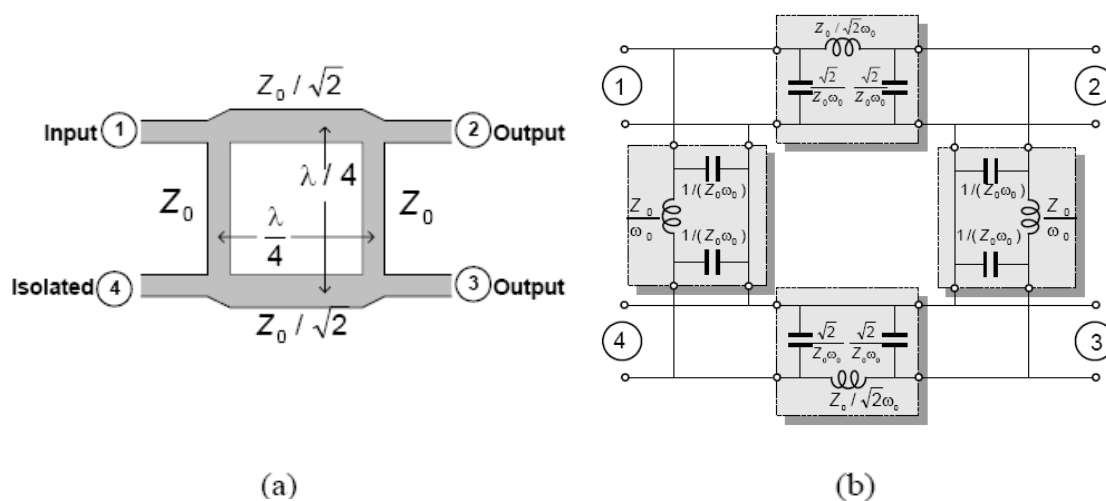 Z₀ / √2
Input ① ② Output
λ / 4
Z₀ Z₀
λ/4
Isolated ④ ③ Output
Z₀ / √2
(a)
Z₀ / √2ω₀
① ②
√2/Z₀ω₀ √2/Z₀ω₀
1/(Z₀ω₀) 1/(Z₀ω₀)
Z₀/ω₀ Z₀/ω₀
1/(Z₀ω₀) 1/(Z₀ω₀)
④ ③
√2/Z₀ω₀ √2/Z₀ω₀
Z₀ / √2ω₀
(b)